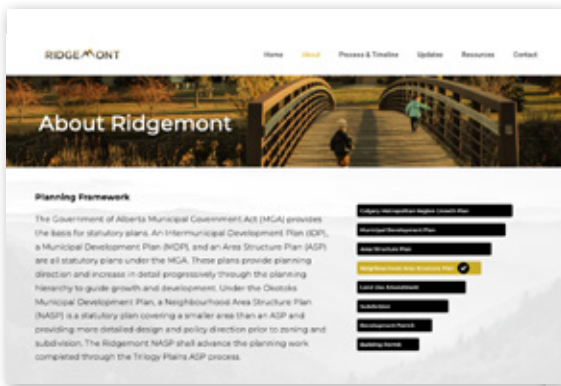 RIDGEMONT
Home About Process & Timeline Updates Resources Contact
About Ridgemont
Planning Framework
The Government of Alberta Municipal Government Act (MGA) provides
the basis for statutory plans. An Intermunicipal Development Plan (IDP),
a Municipal Development Plan (MDP), and an Area Structure Plan (ASP)
are all statutory plans under the MGA. These plans provide planning
direction and increase in detail progressively through the planning
hierarchy to guide growth and development. Under the Okotoks
Municipal Development Plan, a Neighbourhood Area Structure Plan
(NASP) is a statutory plan covering a smaller area than an ASP and
providing more detailed design and policy direction prior to zoning and
subdivision. The Ridgemont NASP shall advance the planning work
completed through the Trilogy Plains ASP process.
Calgary Metropolitan Region Growth Plan
Municipal Development Plan
Area Structure Plan
Neighbourhood Area Structure Plan
Land Use Amendment
Subdivision
Development Permit
Building Permit